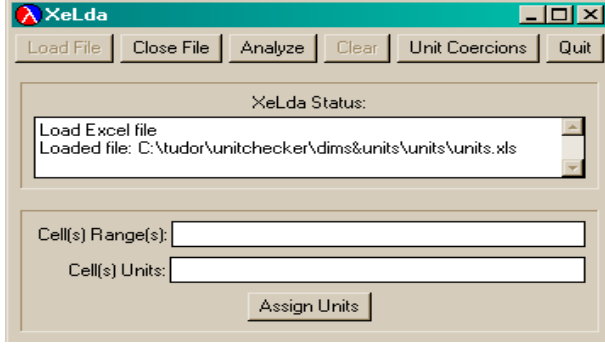 XeLda
Load File Close File Analyze Clear Unit Coercions Quit
XeLda Status:
Load Excel file
Loaded file: C:\tudor\unitchecker\dims&units\units\units.xls
Cell(s) Range(s):
Cell(s) Units:
Assign Units